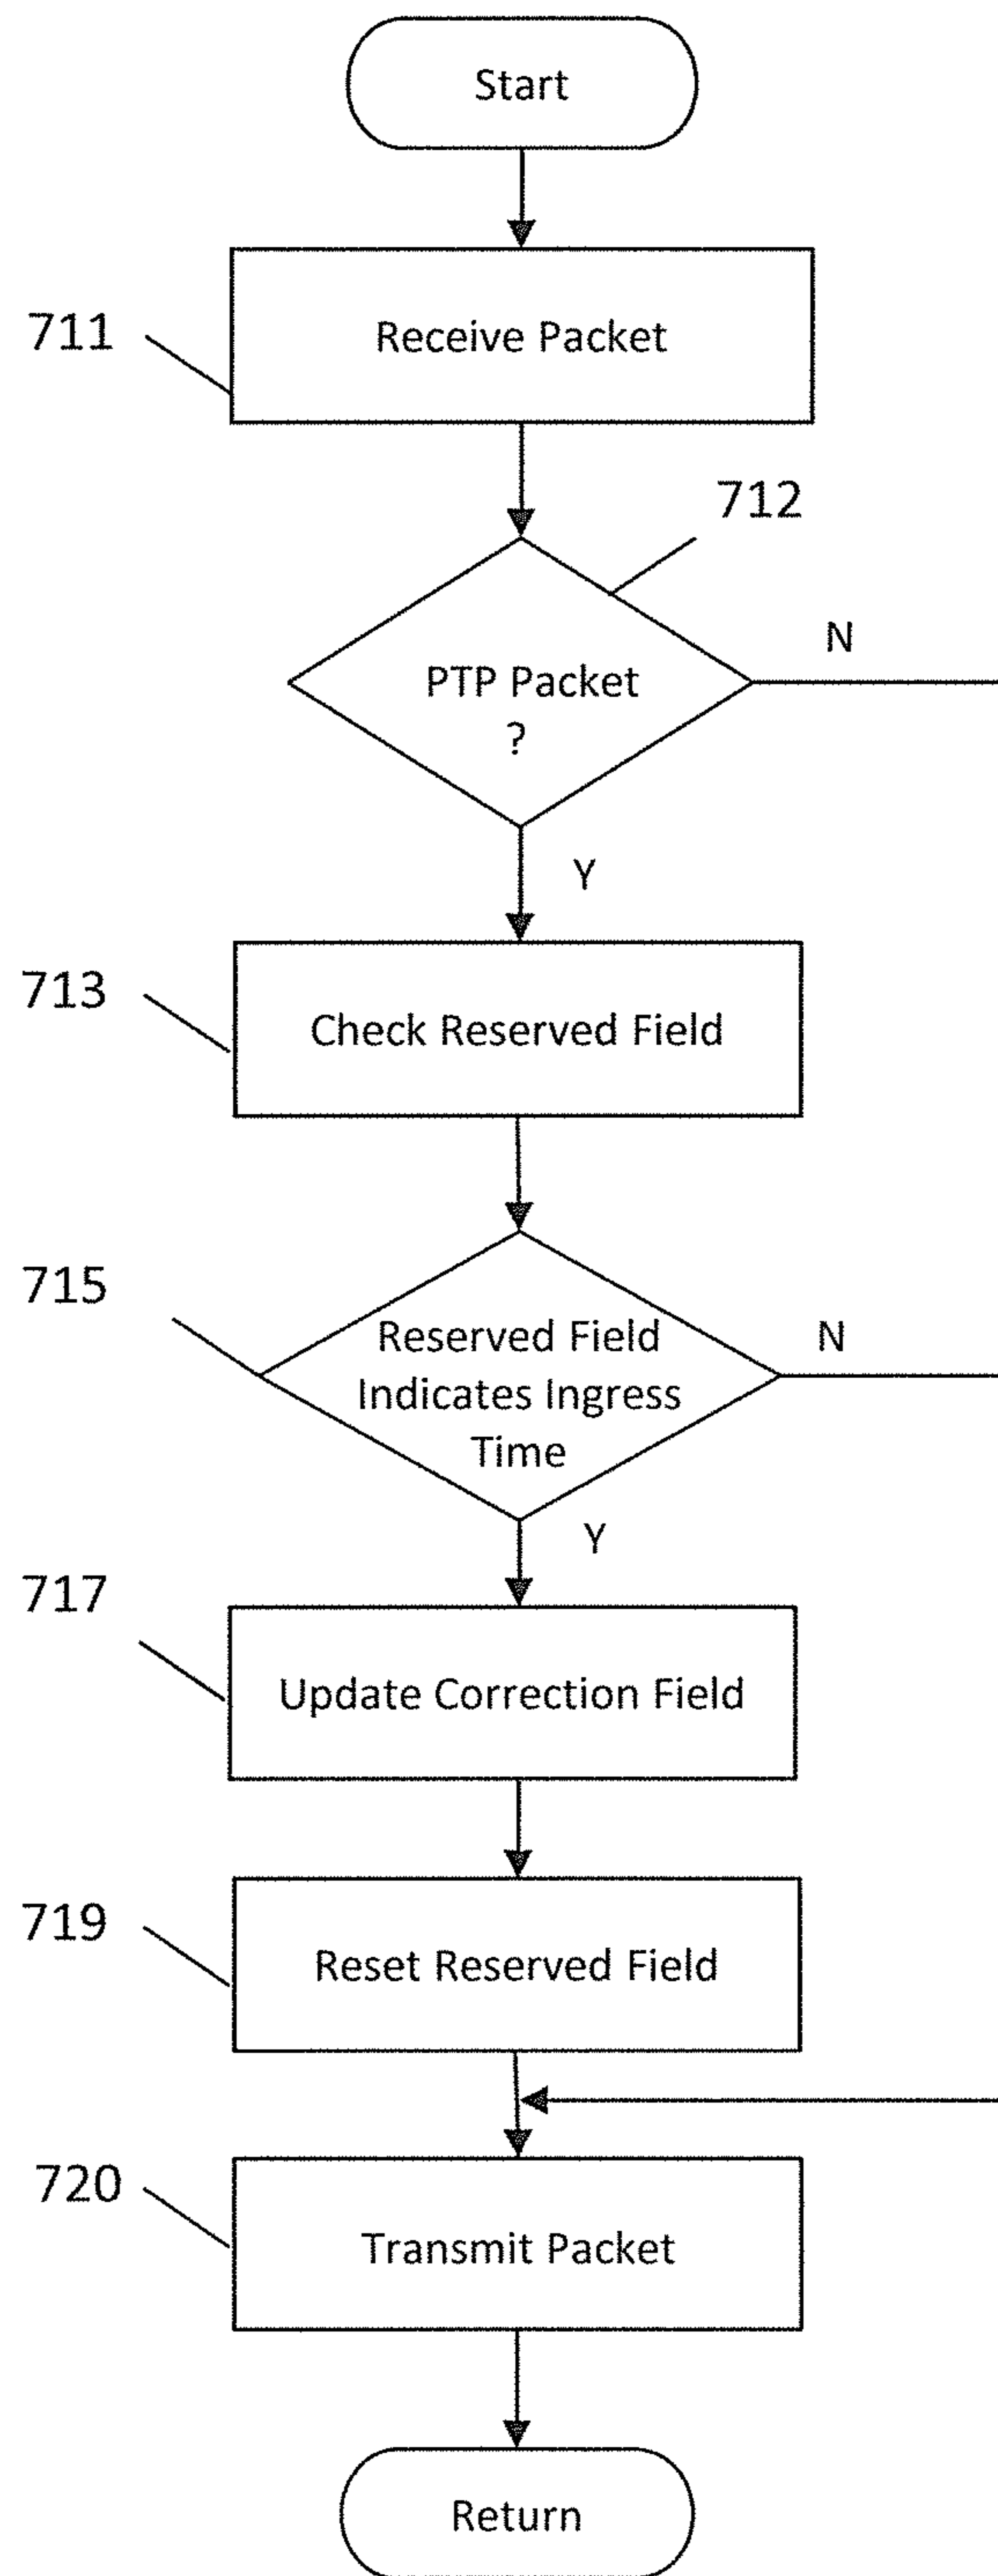 Start
711
Receive Packet
712
PTP Packet
?
N
Y
713
Check Reserved Field
715
Reserved Field
Indicates Ingress
Time
N
Y
717
Update Correction Field
719
Reset Reserved Field
720
Transmit Packet
Return